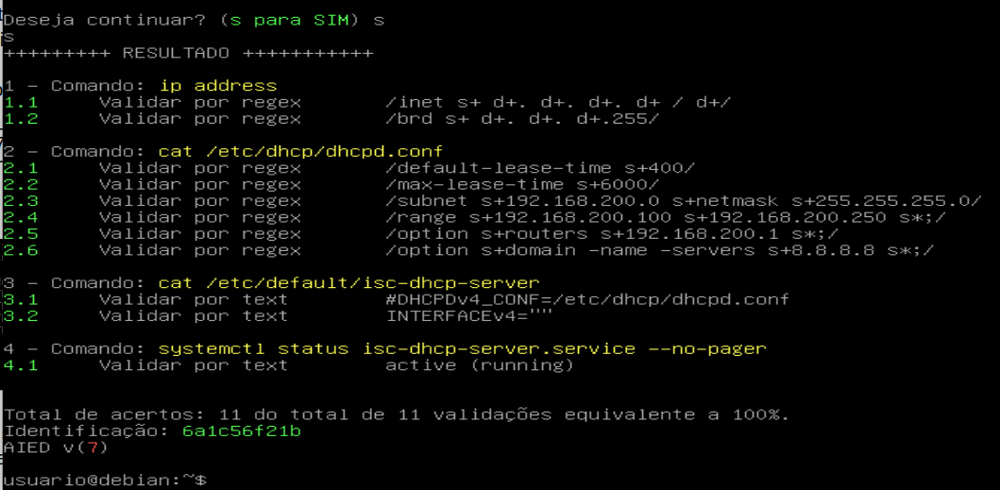 Deseja continuar? (s para SIM) s
s
+++++++++ RESULTADO +++++++++++
1 - Comando: ip address
1.1 Validar por regex /inet s+ d+. d+. d+. d+ / d+/
1.2 Validar por regex /brd s+ d+. d+. d+.255/
2 - Comando: cat /etc/dhcp/dhcpd.conf
2.1 Validar por regex /default-lease-time s+400/
2.2 Validar por regex /max-lease-time s+6000/
2.3 Validar por regex /subnet s+192.168.200.0 s+netmask s+255.255.255.0/
2.4 Validar por regex /range s+192.168.200.100 s+192.168.200.250 s*;/
2.5 Validar por regex /option s+routers s+192.168.200.1 s*;/
2.6 Validar por regex /option s+domain -name -servers s+8.8.8.8 s*;/
3 - Comando: cat /etc/default/isc-dhcp-server
3.1 Validar por text #DHCPDv4_CONF=/etc/dhcp/dhcpd.conf
3.2 Validar por text INTERFACEv4=""
4 - Comando: systemctl status isc-dhcp-server.service --no-pager
4.1 Validar por text active (running)
Total de acertos: 11 do total de 11 validações equivalente a 100%.
Identificação: 6a1c56f21b
AIED v(7)
usuario@debian:~$